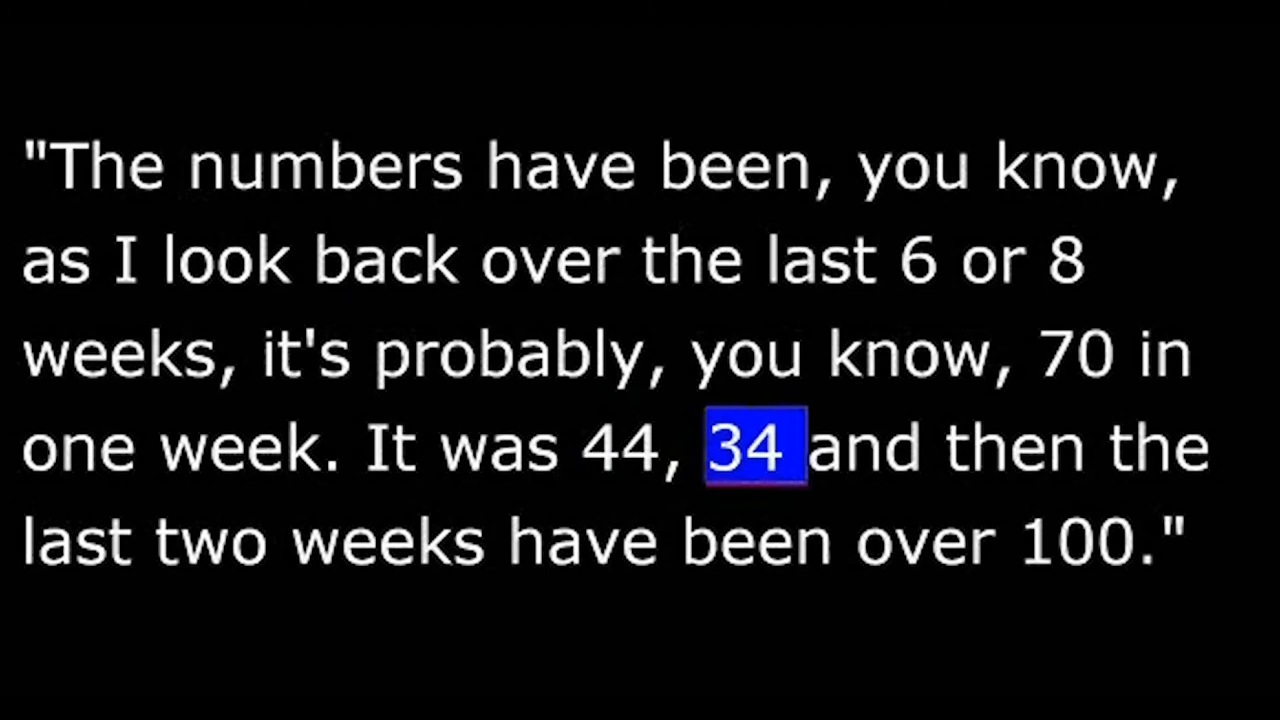 "The numbers have been, you know,
as I look back over the last 6 or 8
weeks, it's probably, you know, 70 in
one week. It was 44, 34 and then the
last two weeks have been over 100."